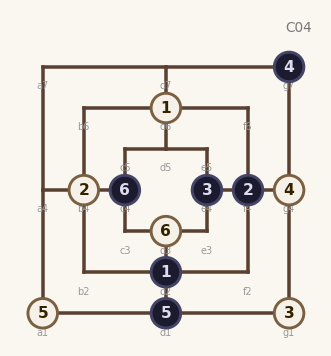 C04
4
a7 d7 g7
1
b6 d6 f6
c5 d5 e5
2 6 3 2 4
a4 b4 c4 e4 f4 g4
6
c3 d3 e3
1
b2 d2 f2
5 5 3
a1 d1 g1